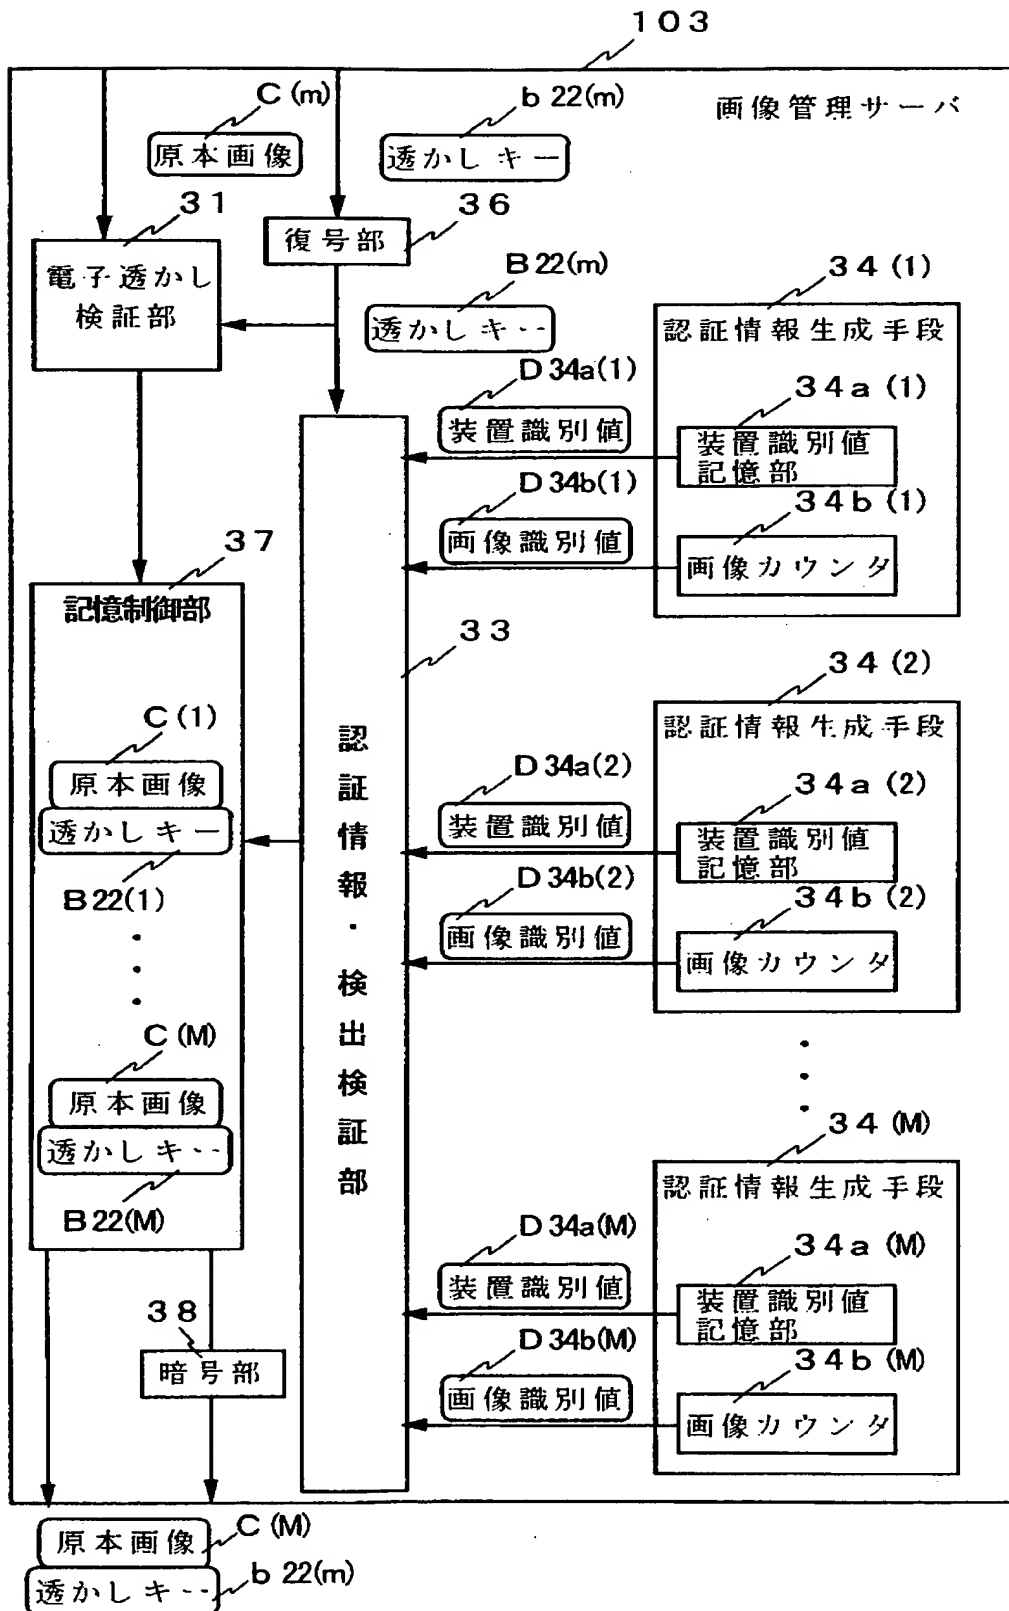 103
C(m)
b22(m)
画像管理サーバ
原本画像
透かしキー
31
36
復号部
電子透かし
検証部
B22(m)
透かしキー
34(1)
認証情報生成手段
D34a(1)
装置識別値
34a(1)
装置識別値
記憶部
D34b(1)
画像識別値
34b(1)
画像カウンタ
37
記憶制御部
33
認証情報・検出検証部
34(2)
認証情報生成手段
C(1)
原本画像
透かしキー
B22(1)
D34a(2)
装置識別値
34a(2)
装置識別値
記憶部
D34b(2)
画像識別値
34b(2)
画像カウンタ
C(M)
原本画像
透かしキー
B22(M)
34(M)
認証情報生成手段
D34a(M)
装置識別値
34a(M)
装置識別値
記憶部
38
暗号部
D34b(M)
画像識別値
34b(M)
画像カウンタ
原本画像
C(M)
透かしキー
b22(m)